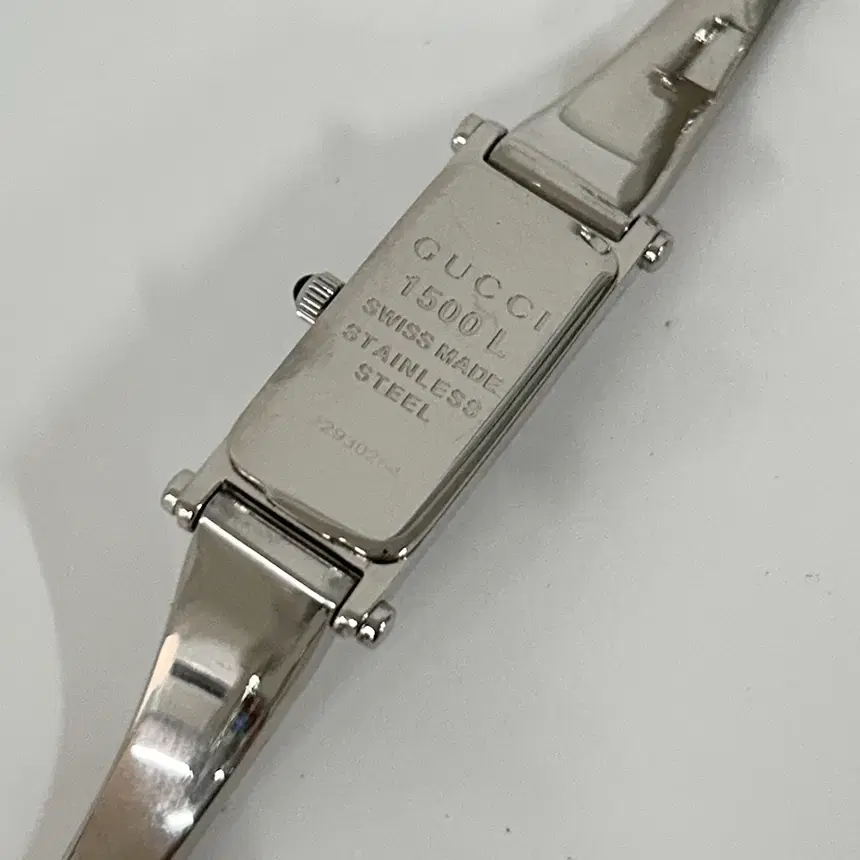 GUCCI
1500 L
SWISS MADE
STAINLESS
STEEL